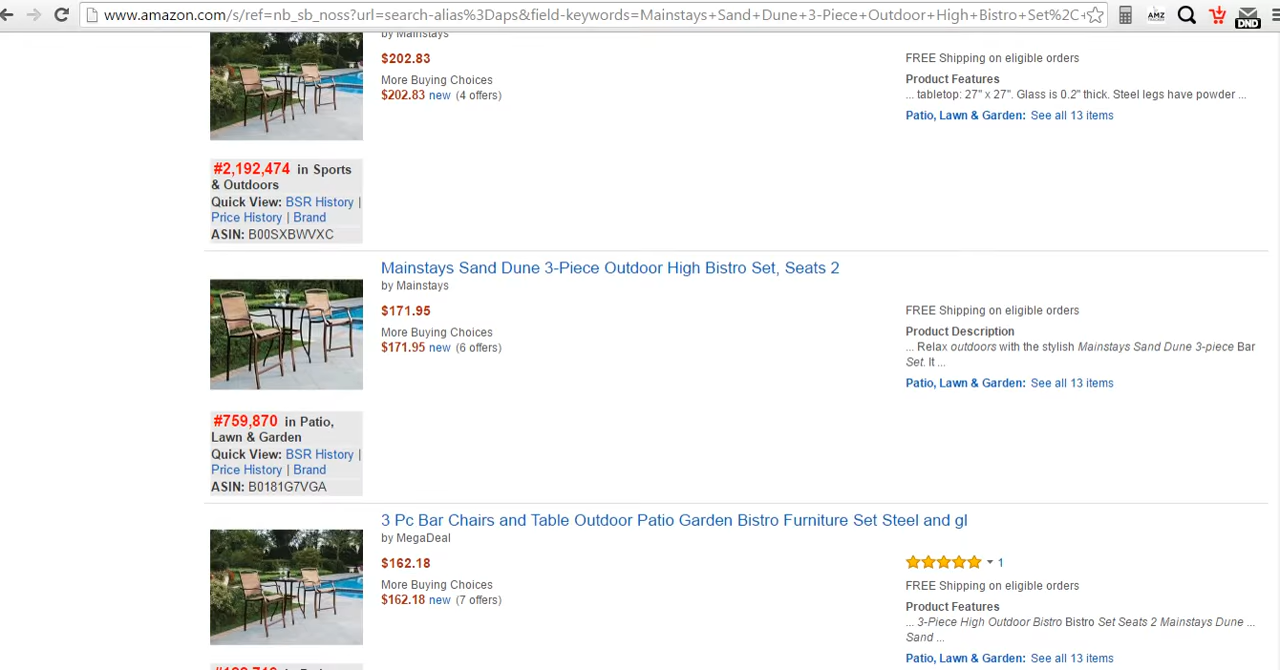 www.amazon.com/s/ref=nb_sb_noss?url=search-alias%3Daps&field-keywords=Mainstays+Sand+Dune+3-Piece+Outdoor+High+Bistro+Set%2C+
AMZ
DND
by Mainstays
$202.83
More Buying Choices
$202.83 new (4 offers)
FREE Shipping on eligible orders
Product Features
... tabletop: 27" x 27". Glass is 0.2" thick. Steel legs have powder ...
Patio, Lawn & Garden: See all 13 items
#2,192,474 in Sports
& Outdoors
Quick View: BSR History |
Price History | Brand
ASIN: B00SXBWVXC
Mainstays Sand Dune 3-Piece Outdoor High Bistro Set, Seats 2
by Mainstays
$171.95
More Buying Choices
$171.95 new (6 offers)
FREE Shipping on eligible orders
Product Description
... Relax outdoors with the stylish Mainstays Sand Dune 3-piece Bar
Set. It ...
Patio, Lawn & Garden: See all 13 items
#759,870 in Patio,
Lawn & Garden
Quick View: BSR History |
Price History | Brand
ASIN: B0181G7VGA
3 Pc Bar Chairs and Table Outdoor Patio Garden Bistro Furniture Set Steel and gl
by MegaDeal
$162.18
More Buying Choices
$162.18 new (7 offers)
1
FREE Shipping on eligible orders
Product Features
... 3-Piece High Outdoor Bistro Bistro Set Seats 2 Mainstays Dune ...
Sand ...
Patio, Lawn & Garden: See all 13 items